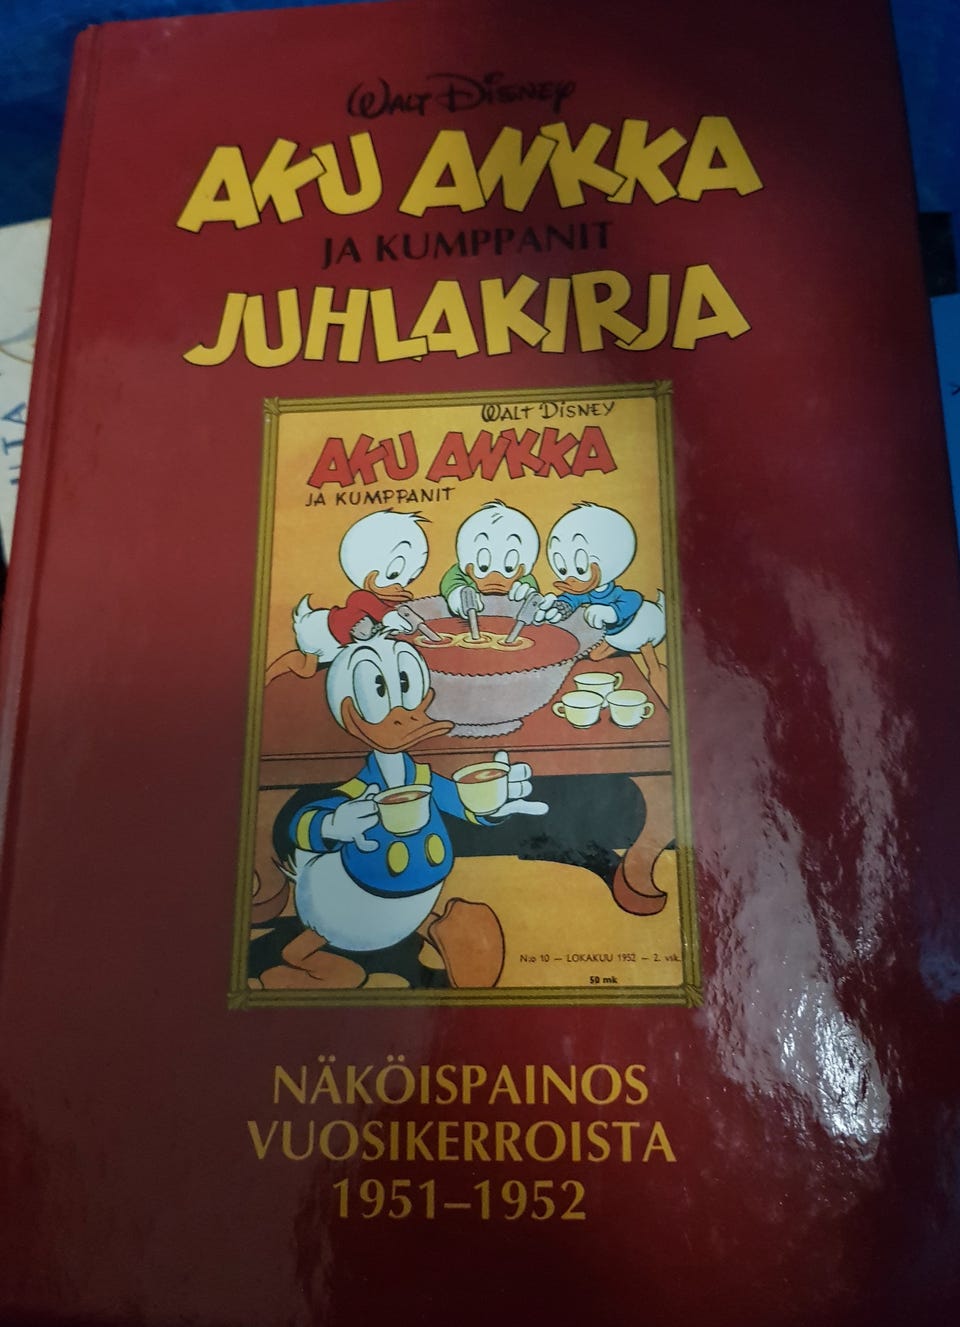 WALT DISNEY
AKU ANKKA
JA KUMPPANIT
JUHLAKIRJA
WALT DISNEY
AKU ANKKA
JA KUMPPANIT
N:o 10 — LOKAKUU 1952 — 2. vsk.
50 mk
NÄKÖISPAINOS
VUOSIKERROISTA
1951–1952